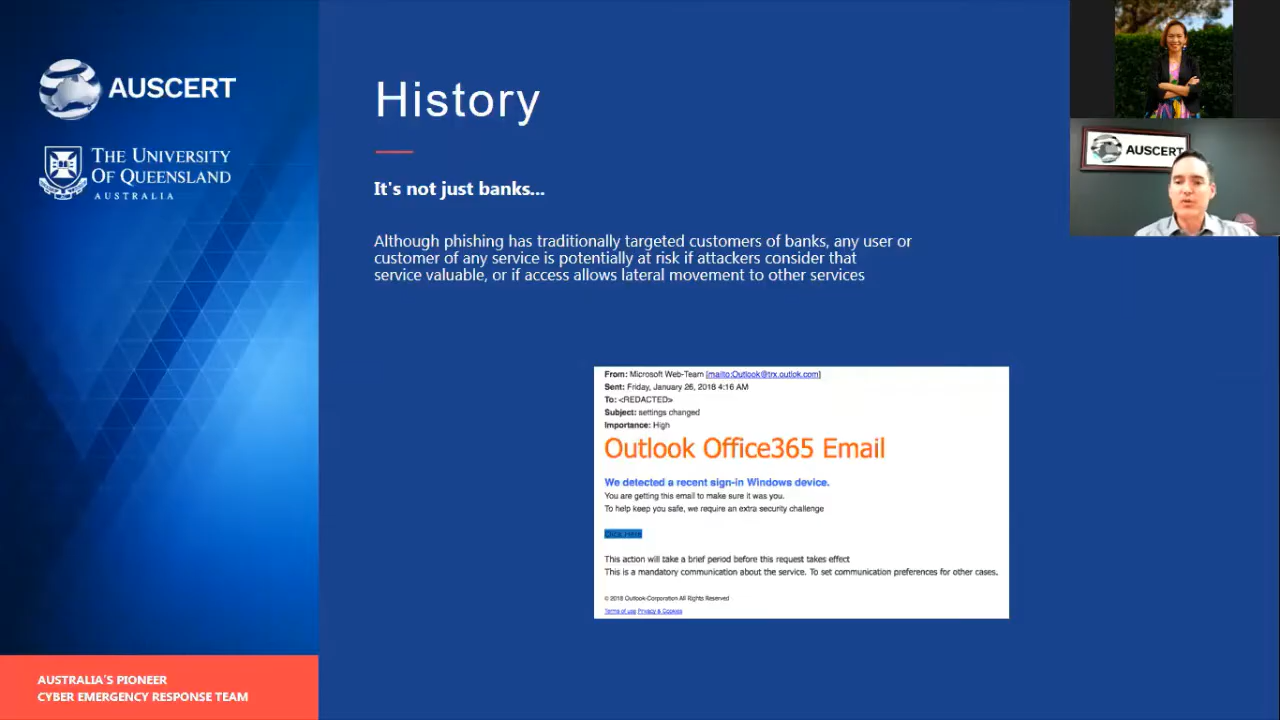 AUSCERT
THE UNIVERSITY
OF QUEENSLAND
AUSTRALIA
History
It's not just banks...
Although phishing has traditionally targeted customers of banks, any user or
customer of any service is potentially at risk if attackers consider that
service valuable, or if access allows lateral movement to other services
From: Microsoft Web-Team [mailto:Outlook@trx.outlok.com]
Sent: Friday, January 26, 2018 4:16 AM
To: <REDACTED>
Subject: settings changed
Importance: High
Outlook Office365 Email
We detected a recent sign-in Windows device.
You are getting this email to make sure it was you.
To help keep you safe, we require an extra security challenge
Click Here
This action will take a brief period before this request takes effect
This is a mandatory communication about the service. To set communication preferences for other cases.
© 2018 Outlook-Corporation All Rights Reserved
Terms of use Privacy & Cookies
AUSTRALIA'S PIONEER
CYBER EMERGENCY RESPONSE TEAM
AUSCERT